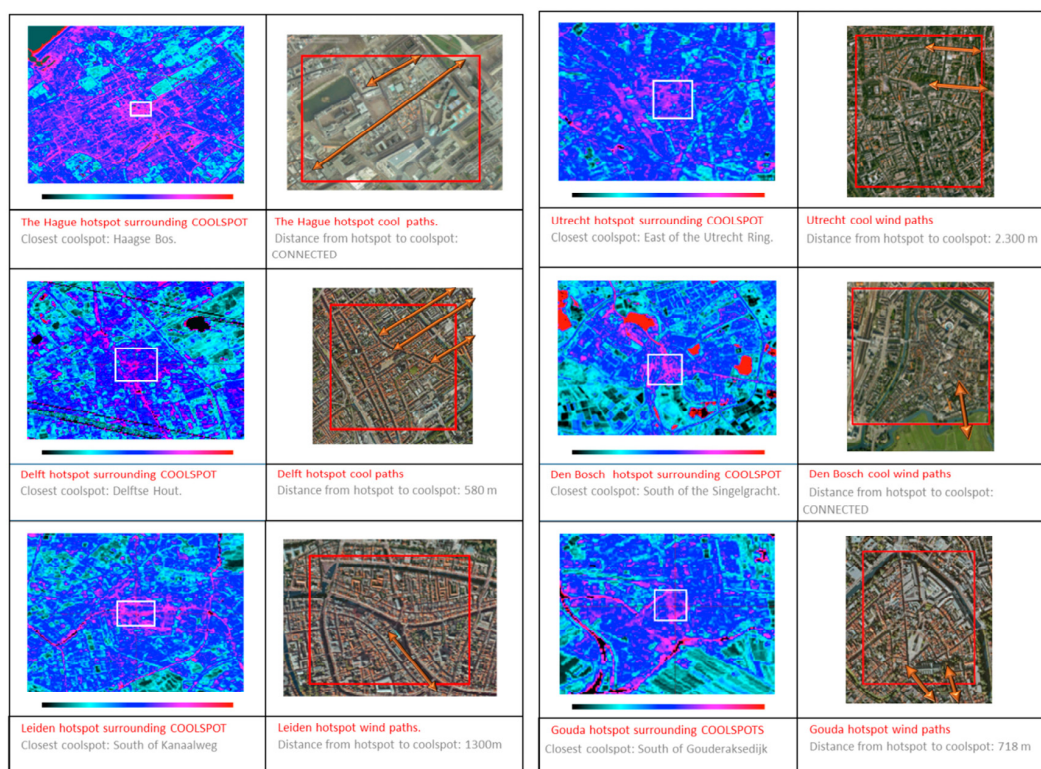 The Hague hotspot surrounding COOLSPOT
Closest coolspot: Haagse Bos.
The Hague hotspot cool paths.
Distance from hotspot to coolspot:
CONNECTED
Delft hotspot surrounding COOLSPOT
Closest coolspot: Delftse Hout.
Delft hotspot cool paths
Distance from hotspot to coolspot: 580 m
Leiden hotspot surrounding COOLSPOT
Closest coolspot: South of Kanaalweg
Leiden hotspot wind paths.
Distance from hotspot to coolspot: 1300m
Utrecht hotspot surrounding COOLSPOT
Closest coolspot: East of the Utrecht Ring.
Utrecht cool wind paths
Distance from hotspot to coolspot: 2.300 m
Den Bosch hotspot surrounding COOLSPOT
Closest coolspot: South of the Singelgracht.
Den Bosch cool wind paths
Distance from hotspot to coolspot:
CONNECTED
Gouda hotspot surrounding COOLSPOTS
Closest coolspot: South of Gouderaksedijk
Gouda hotspot wind paths
Distance from hotspot to coolspot: 718 m